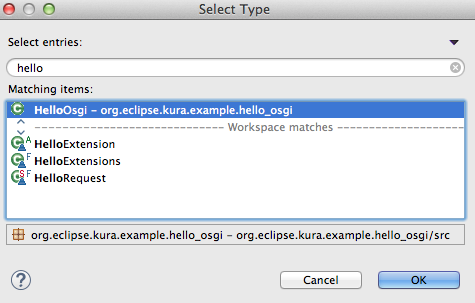 Select Type
Select entries:
hello
Matching items:
HelloOsgi - org.eclipse.kura.example.hello_osgi
Workspace matches
HelloExtension
HelloExtensions
HelloRequest
org.eclipse.kura.example.hello_osgi - org.eclipse.kura.example.hello_osgi/src
Cancel
OK